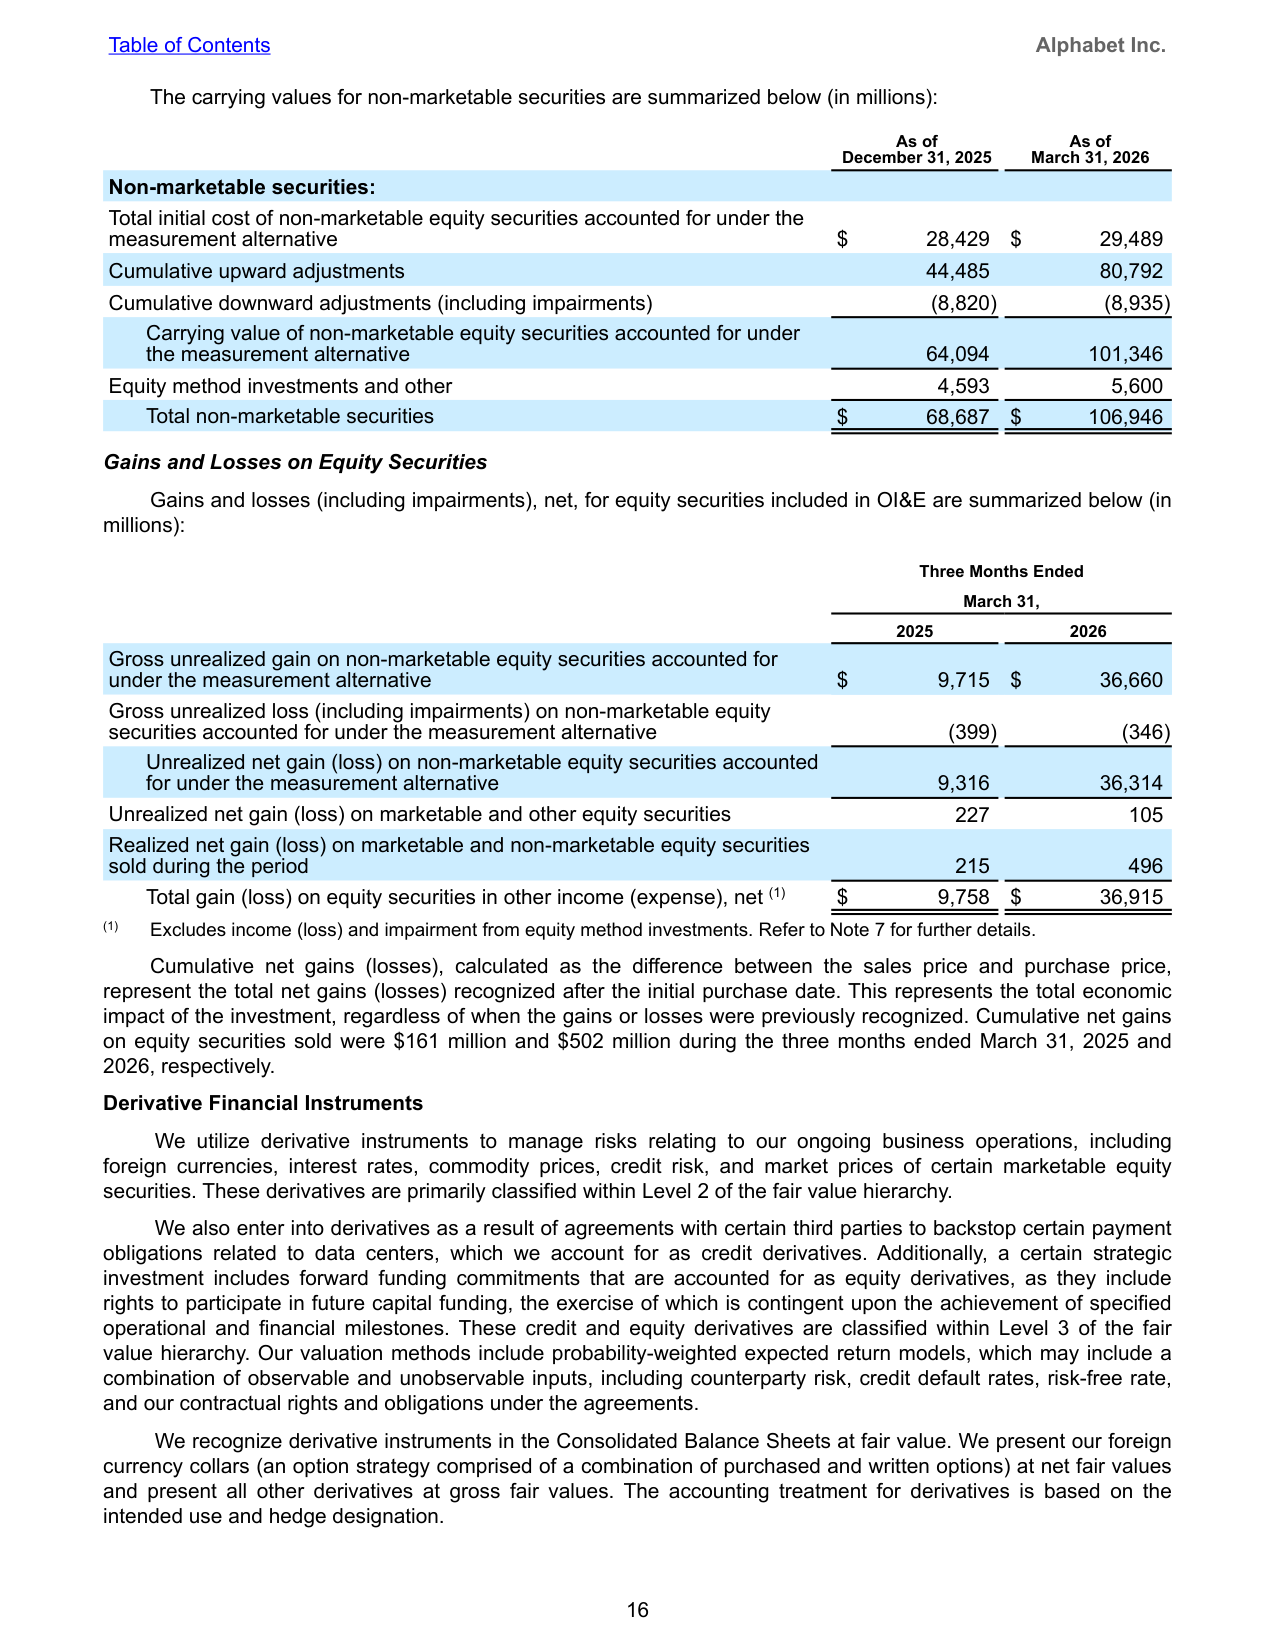 Table of Contents
Alphabet Inc.
The carrying values for non-marketable securities are summarized below (in millions):
As of
December 31, 2025
As of
March 31, 2026
Non-marketable securities:
Total initial cost of non-marketable equity securities accounted for under the
measurement alternative $ 28,429 $ 29,489
Cumulative upward adjustments 44,485 80,792
Cumulative downward adjustments (including impairments) (8,820) (8,935)
Carrying value of non-marketable equity securities accounted for under
the measurement alternative 64,094 101,346
Equity method investments and other 4,593 5,600
Total non-marketable securities $ 68,687 $ 106,946
Gains and Losses on Equity Securities
Gains and losses (including impairments), net, for equity securities included in OI&E are summarized below (in
millions):
Three Months Ended
March 31,
2025 2026
Gross unrealized gain on non-marketable equity securities accounted for
under the measurement alternative $ 9,715 $ 36,660
Gross unrealized loss (including impairments) on non-marketable equity
securities accounted for under the measurement alternative (399) (346)
Unrealized net gain (loss) on non-marketable equity securities accounted
for under the measurement alternative 9,316 36,314
Unrealized net gain (loss) on marketable and other equity securities 227 105
Realized net gain (loss) on marketable and non-marketable equity securities
sold during the period 215 496
Total gain (loss) on equity securities in other income (expense), net (1) $ 9,758 $ 36,915
(1) Excludes income (loss) and impairment from equity method investments. Refer to Note 7 for further details.
Cumulative net gains (losses), calculated as the difference between the sales price and purchase price,
represent the total net gains (losses) recognized after the initial purchase date. This represents the total economic
impact of the investment, regardless of when the gains or losses were previously recognized. Cumulative net gains
on equity securities sold were $161 million and $502 million during the three months ended March 31, 2025 and
2026, respectively.
Derivative Financial Instruments
We utilize derivative instruments to manage risks relating to our ongoing business operations, including
foreign currencies, interest rates, commodity prices, credit risk, and market prices of certain marketable equity
securities. These derivatives are primarily classified within Level 2 of the fair value hierarchy.
We also enter into derivatives as a result of agreements with certain third parties to backstop certain payment
obligations related to data centers, which we account for as credit derivatives. Additionally, a certain strategic
investment includes forward funding commitments that are accounted for as equity derivatives, as they include
rights to participate in future capital funding, the exercise of which is contingent upon the achievement of specified
operational and financial milestones. These credit and equity derivatives are classified within Level 3 of the fair
value hierarchy. Our valuation methods include probability-weighted expected return models, which may include a
combination of observable and unobservable inputs, including counterparty risk, credit default rates, risk-free rate,
and our contractual rights and obligations under the agreements.
We recognize derivative instruments in the Consolidated Balance Sheets at fair value. We present our foreign
currency collars (an option strategy comprised of a combination of purchased and written options) at net fair values
and present all other derivatives at gross fair values. The accounting treatment for derivatives is based on the
intended use and hedge designation.
16